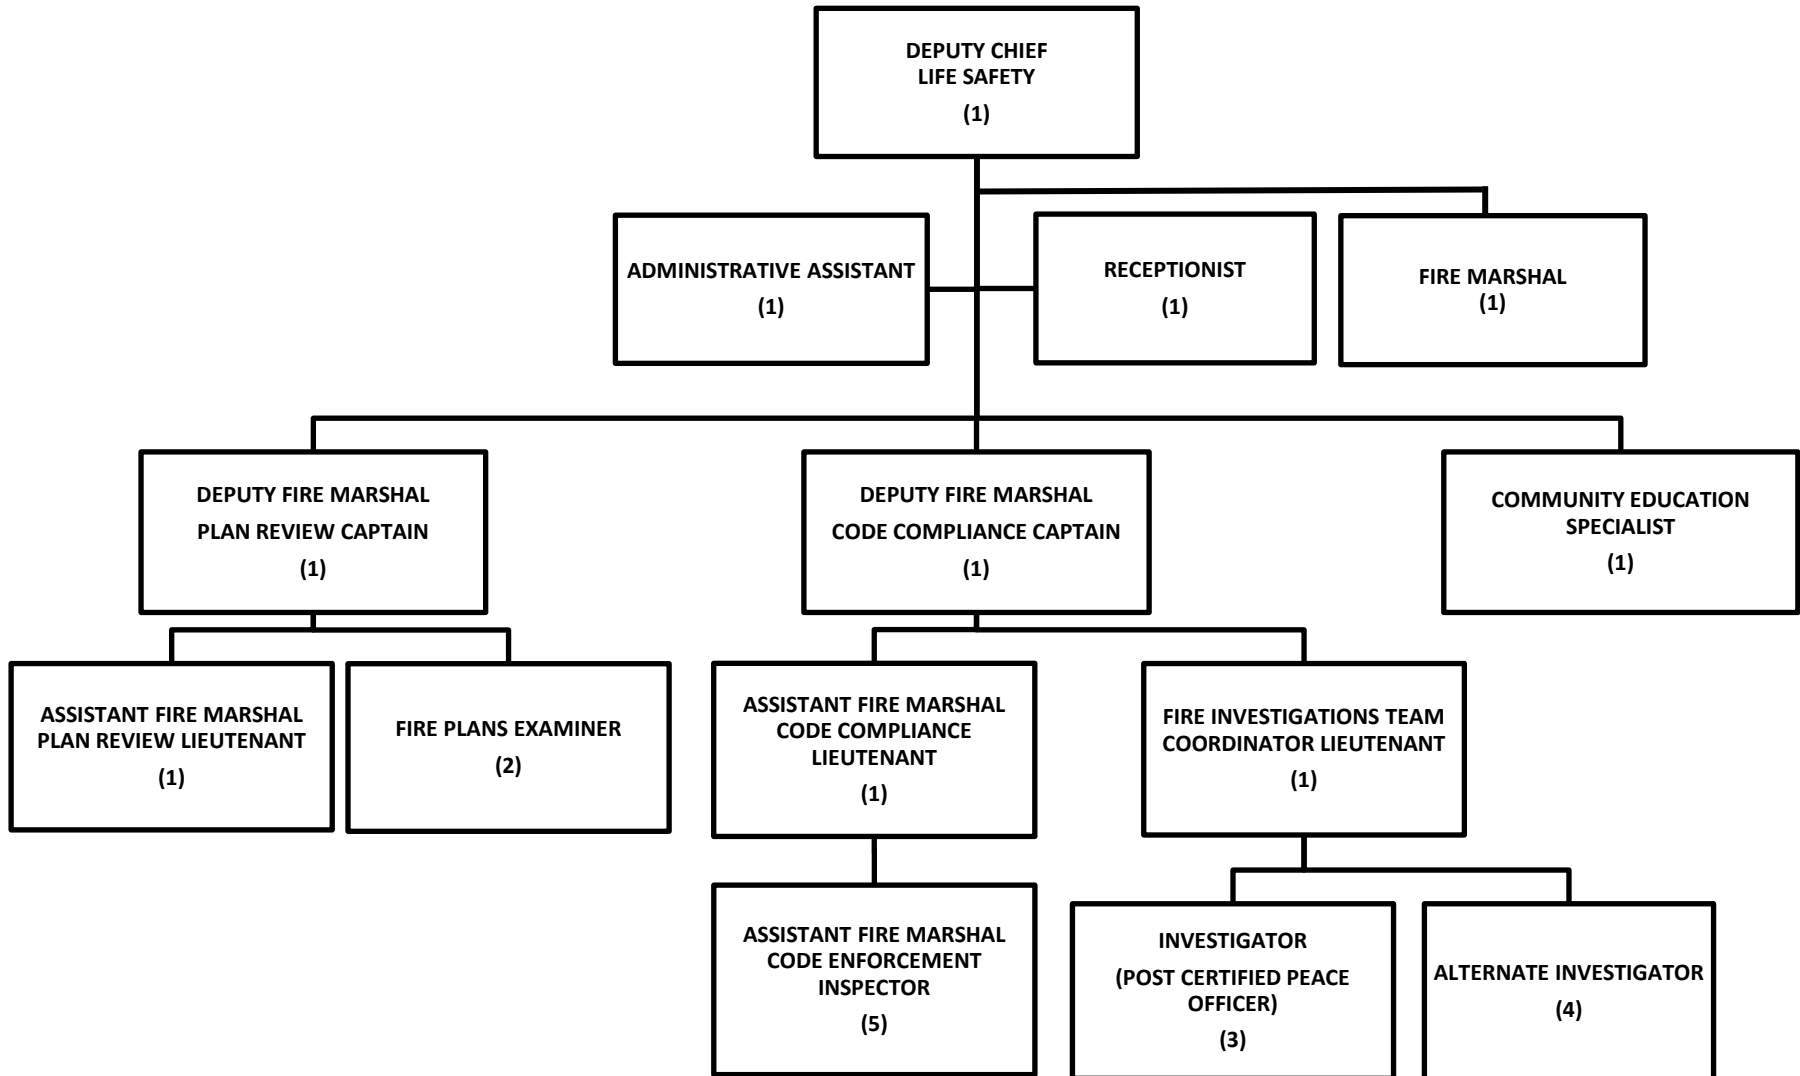 DEPUTY CHIEF
LIFE SAFETY
(1)
ADMINISTRATIVE ASSISTANT
(1)
RECEPTIONIST
(1)
FIRE MARSHAL
(1)
DEPUTY FIRE MARSHAL
PLAN REVIEW CAPTAIN
(1)
DEPUTY FIRE MARSHAL
CODE COMPLIANCE CAPTAIN
(1)
COMMUNITY EDUCATION
SPECIALIST
(1)
ASSISTANT FIRE MARSHAL
PLAN REVIEW LIEUTENANT
(1)
FIRE PLANS EXAMINER
(2)
ASSISTANT FIRE MARSHAL
CODE COMPLIANCE
LIEUTENANT
(1)
FIRE INVESTIGATIONS TEAM
COORDINATOR LIEUTENANT
(1)
ASSISTANT FIRE MARSHAL
CODE ENFORCEMENT
INSPECTOR
(5)
INVESTIGATOR
(POST CERTIFIED PEACE
OFFICER)
(3)
ALTERNATE INVESTIGATOR
(4)